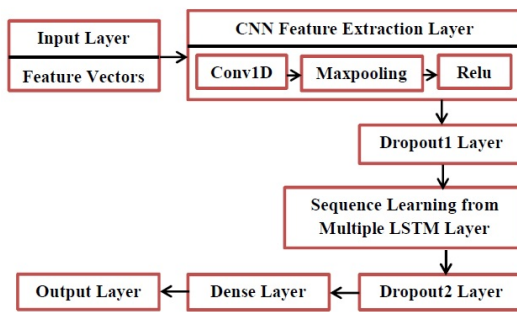 Input Layer
Feature Vectors
CNN Feature Extraction Layer
Conv1D
Maxpooling
Relu
Dropout1 Layer
Sequence Learning from
Multiple LSTM Layer
Dropout2 Layer
Dense Layer
Output Layer